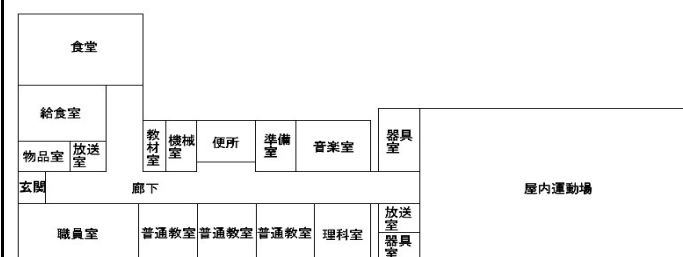 食堂
給食室
教材室
機械室
便所
準備室
音楽室
器具室
物品室
放送室
玄関
廊下
屋内運動場
職員室
普通教室
普通教室
普通教室
理科室
放送室
器具室